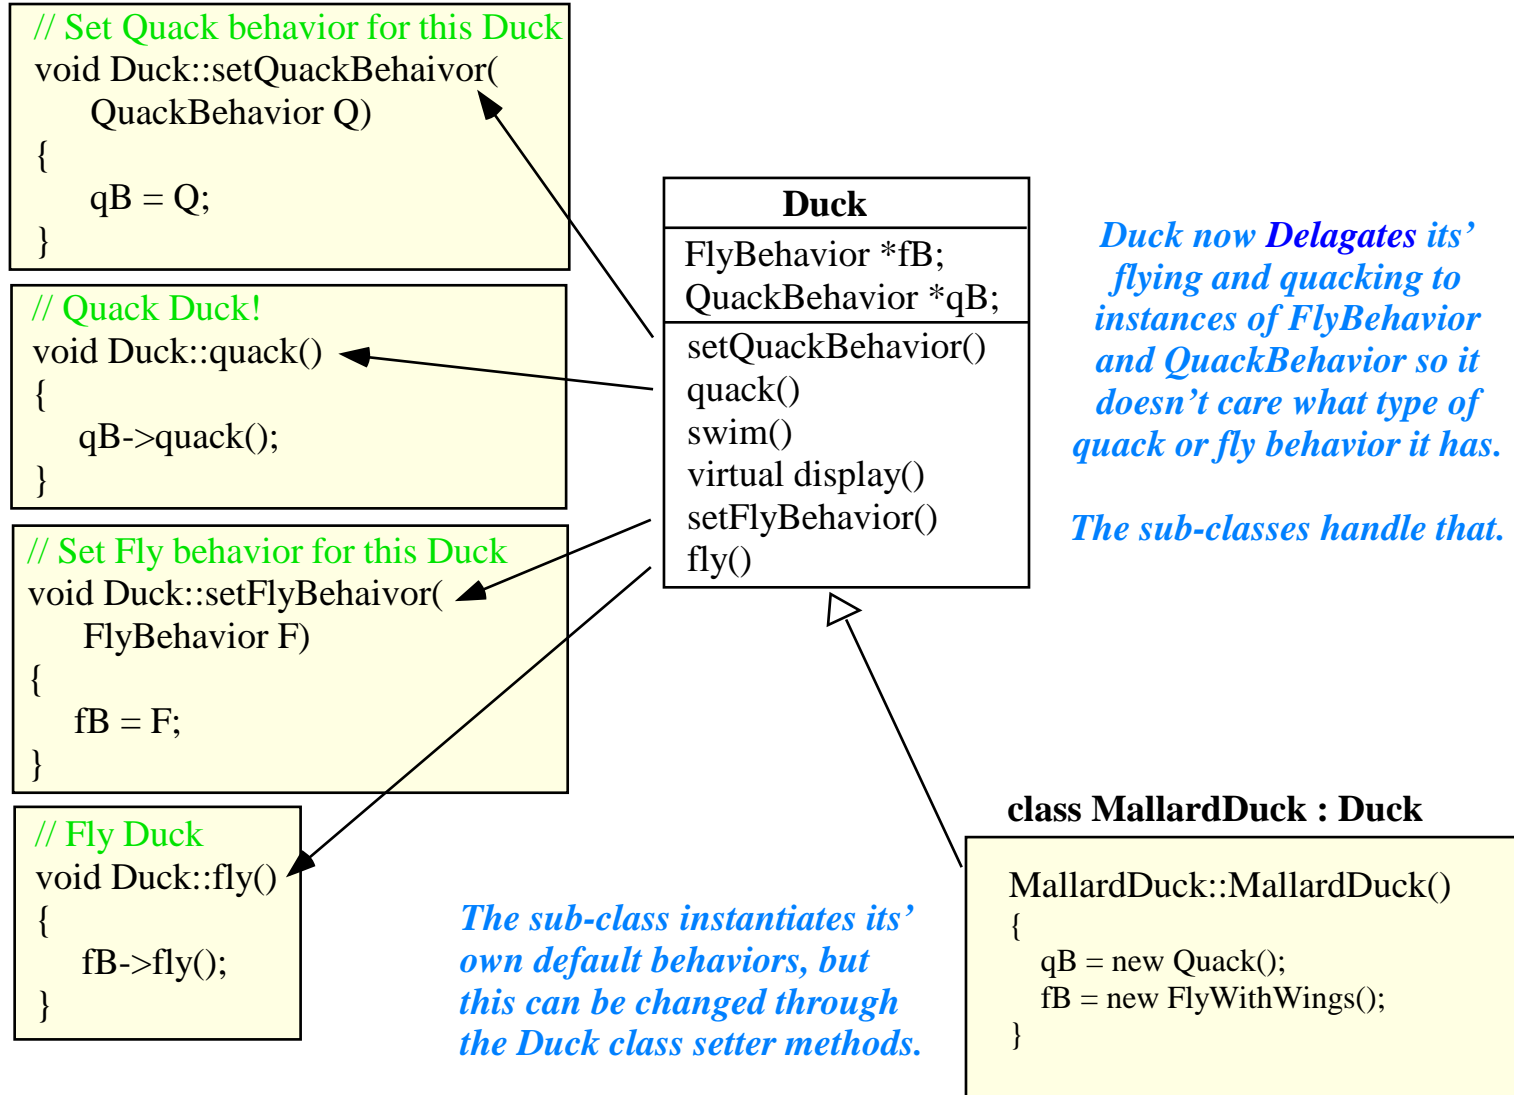 // Set Quack behavior for this Duck
void Duck::setQuackBehaivor(
QuackBehavior Q)
{
qB = Q;
}
// Quack Duck!
void Duck::quack()
{
qB->quack();
}
// Set Fly behavior for this Duck
void Duck::setFlyBehaivor(
FlyBehavior F)
{
fB = F;
}
// Fly Duck
void Duck::fly()
{
fB->fly();
}
Duck
FlyBehavior *fB;
QuackBehavior *qB;
setQuackBehavior()
quack()
swim()
virtual display()
setFlyBehavior()
fly()
Duck now Delagates its’
flying and quacking to
instances of FlyBehavior
and QuackBehavior so it
doesn’t care what type of
quack or fly behavior it has.
The sub-classes handle that.
The sub-class instantiates its’
own default behaviors, but
this can be changed through
the Duck class setter methods.
class MallardDuck : Duck
MallardDuck::MallardDuck()
{
qB = new Quack();
fB = new FlyWithWings();
}